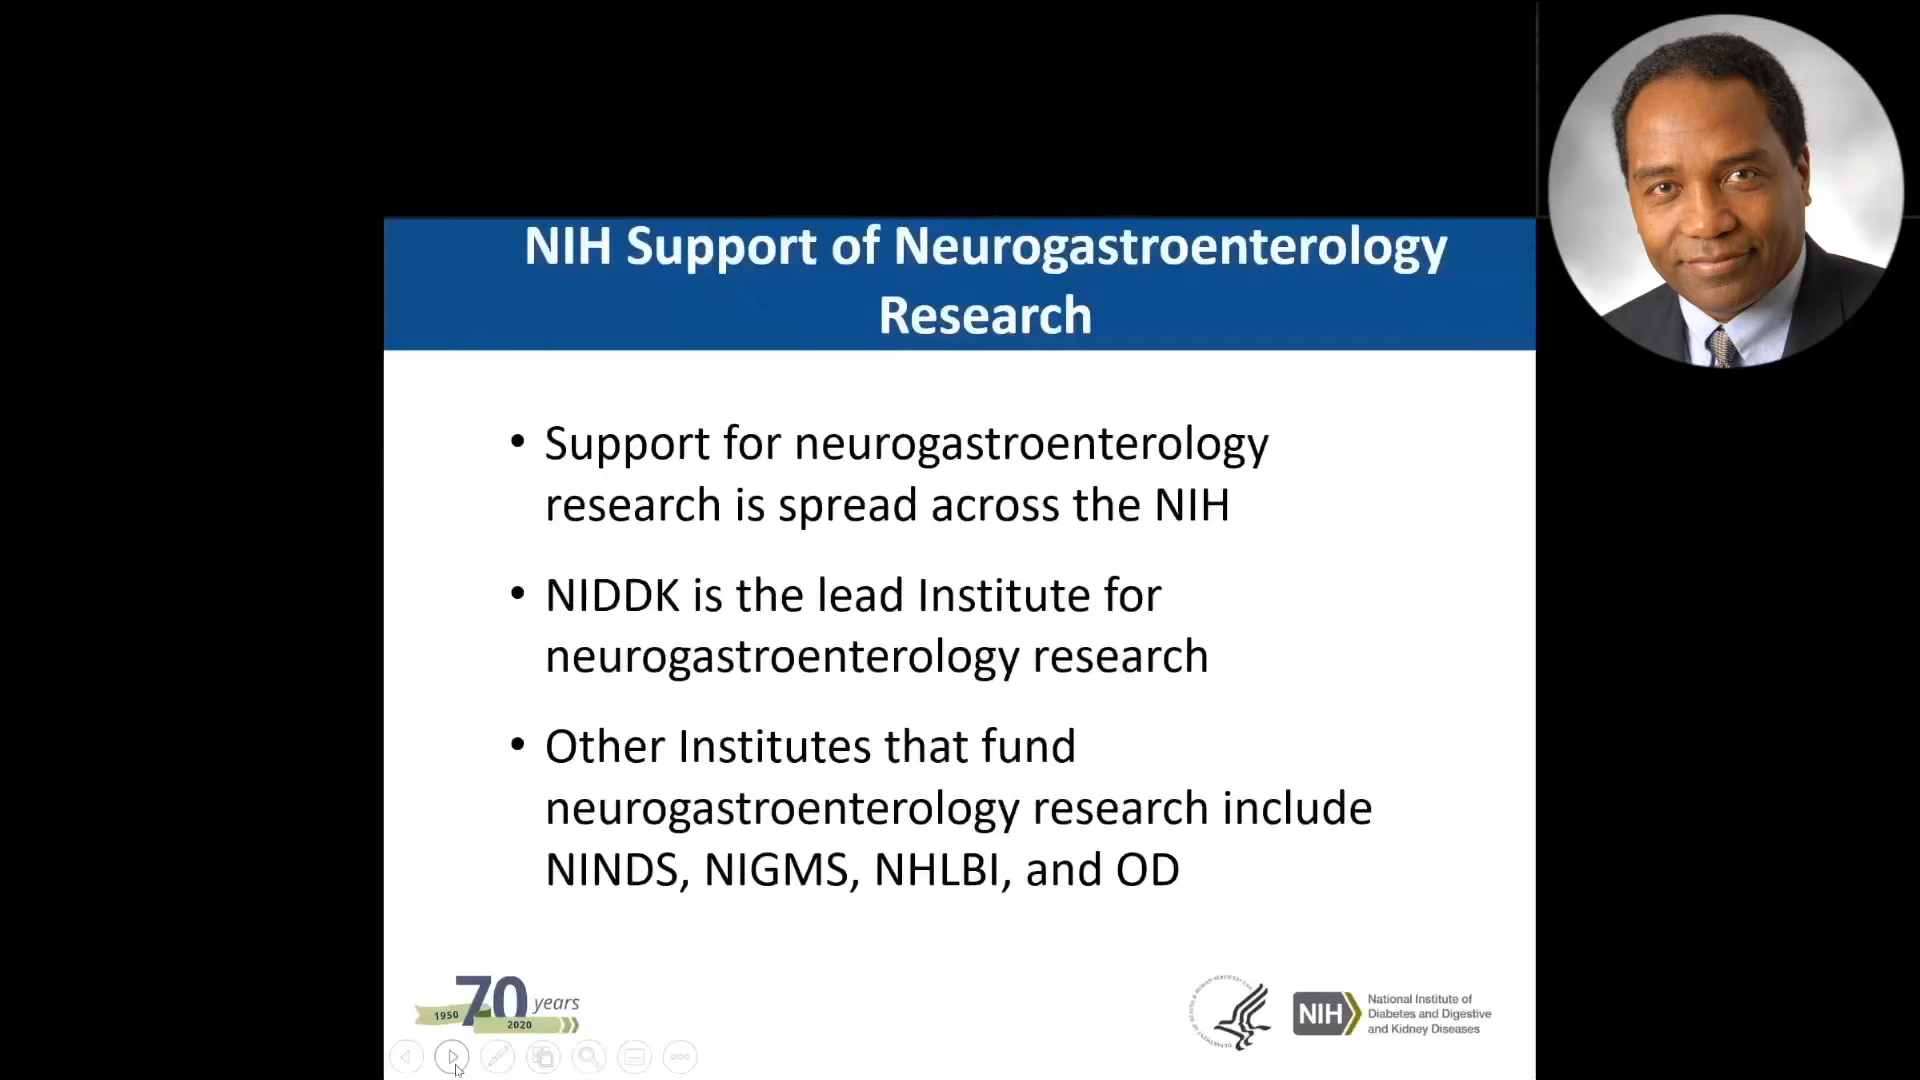 NIH Support of Neurogastroenterology
Research
• Support for neurogastroenterology
research is spread across the NIH
• NIDDK is the lead Institute for
neurogastroenterology research
• Other Institutes that fund
neurogastroenterology research include
NINDS, NIGMS, NHLBI, and OD
70 years
1950
2020
NIH
National Institute of
Diabetes and Digestive
and Kidney Diseases